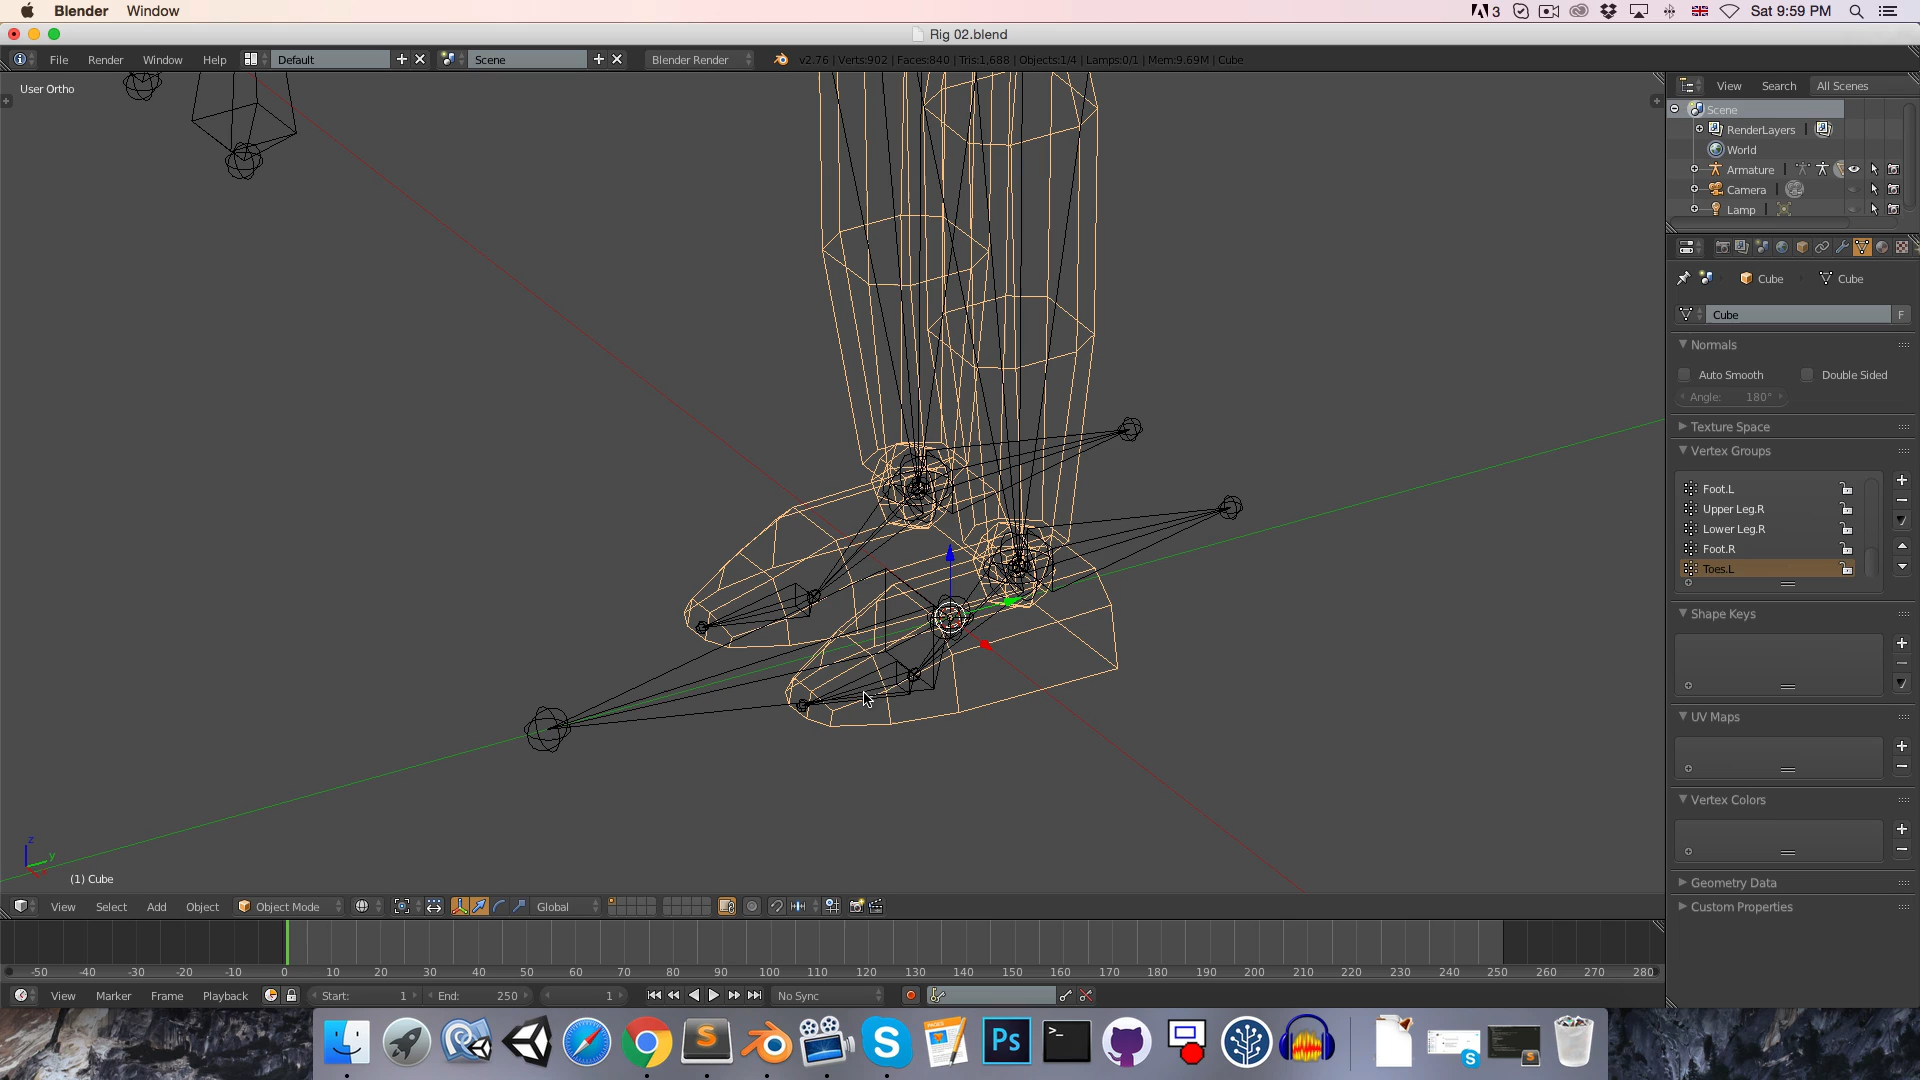 Blender Window
3 Sat 9:59 PM
Rig 02.blend
File Render Window Help Default Scene Blender Render v2.76 | Verts:902 | Faces:840 | Tris:1,688 | Objects:1/4 | Lamps:0/1 | Mem:9.69M | Cube
User Ortho
View Search All Scenes
Scene
RenderLayers
World
Armature
Camera
Lamp
Cube Cube
Cube F
Normals
Auto Smooth Double Sided
Angle: 180°
Texture Space
Vertex Groups
Foot.L
Upper Leg.R
Lower Leg.R
Foot.R
Toes.L
Shape Keys
UV Maps
Vertex Colors
Geometry Data
Custom Properties
z
y
(1) Cube
View Select Add Object Object Mode Global
-50 -40 -30 -20 -10 0 10 20 30 40 50 60 70 80 90 100 110 120 130 140 150 160 170 180 190 200 210 220 230 240 250 260 270 280
View Marker Frame Playback Start: 1 End: 250 1 No Sync
S
PAGES
S
Ps
>_
S
S